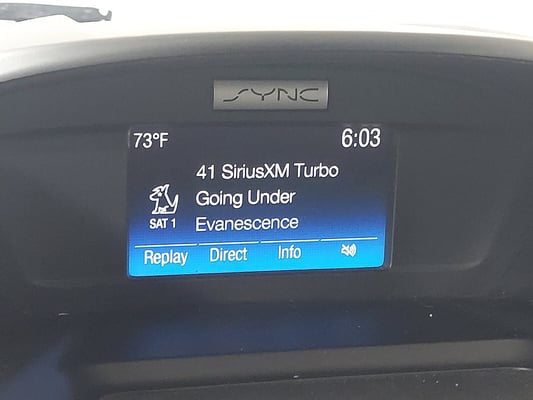 SYNC
73°F 6:03
41 SiriusXM Turbo
Going Under
SAT 1 Evanescence
Replay Direct Info